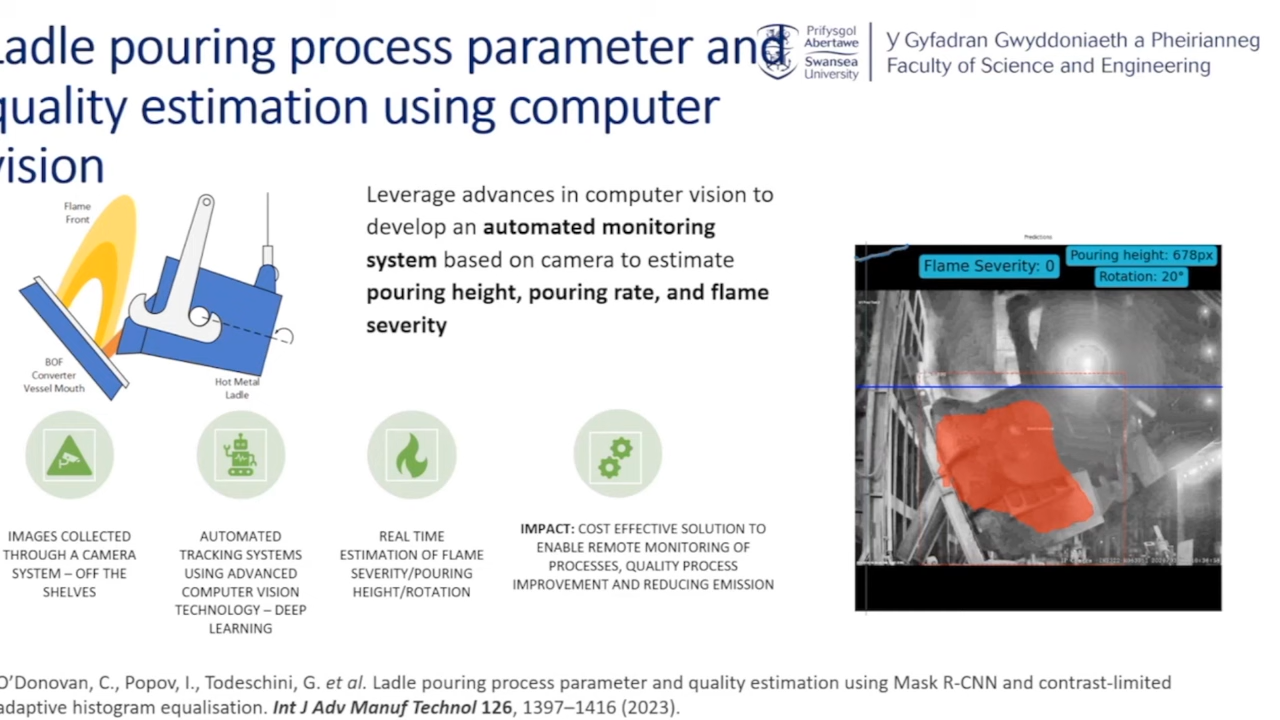 Ladle pouring process parameter and
quality estimation using computer
vision
Prifysgol
Abertawe
Swansea
University
Y Gyfadran Gwyddoniaeth a Pheirianneg
Faculty of Science and Engineering
Flame
Front
BOF
Converter
Vessel Mouth
Hot Metal
Ladle
Leverage advances in computer vision to
develop an automated monitoring
system based on camera to estimate
pouring height, pouring rate, and flame
severity
Predictions
Flame Severity: 0
Pouring height: 678px
Rotation: 20°
IMAGES COLLECTED
THROUGH A CAMERA
SYSTEM – OFF THE
SHELVES
AUTOMATED
TRACKING SYSTEMS
USING ADVANCED
COMPUTER VISION
TECHNOLOGY – DEEP
LEARNING
REAL TIME
ESTIMATION OF FLAME
SEVERITY/POURING
HEIGHT/ROTATION
IMPACT: COST EFFECTIVE SOLUTION TO
ENABLE REMOTE MONITORING OF
PROCESSES, QUALITY PROCESS
IMPROVEMENT AND REDUCING EMISSION
O'Donovan, C., Popov, I., Todeschini, G. et al. Ladle pouring process parameter and quality estimation using Mask R-CNN and contrast-limited
adaptive histogram equalisation. Int J Adv Manuf Technol 126, 1397–1416 (2023).